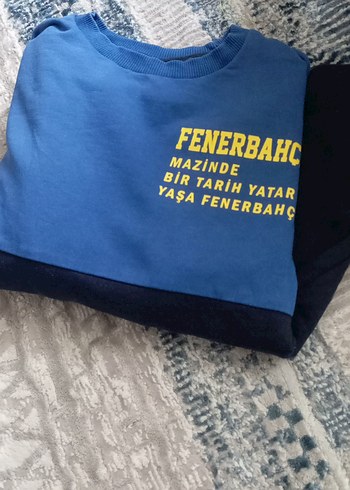 FENERBAHÇ
MAZİNDE
BİR TARİH YATAR
YAŞA FENERBAHÇ